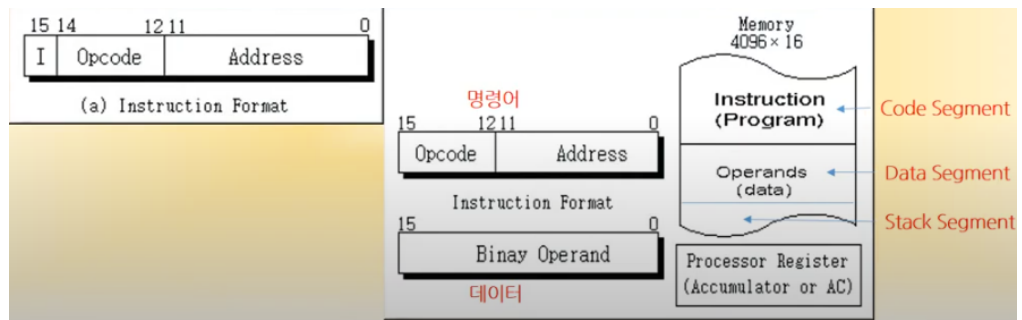 15 14 12 11 0
I Opcode Address
(a) Instruction Format
명령어
15 12 11 0
Opcode Address
Instruction Format
15 0
Binay Operand
데이터
Memory
4096×16
Instruction
(Program)
Operands
(data)
Processor Register
(Accumulator or AC)
Code Segment
Data Segment
Stack Segment